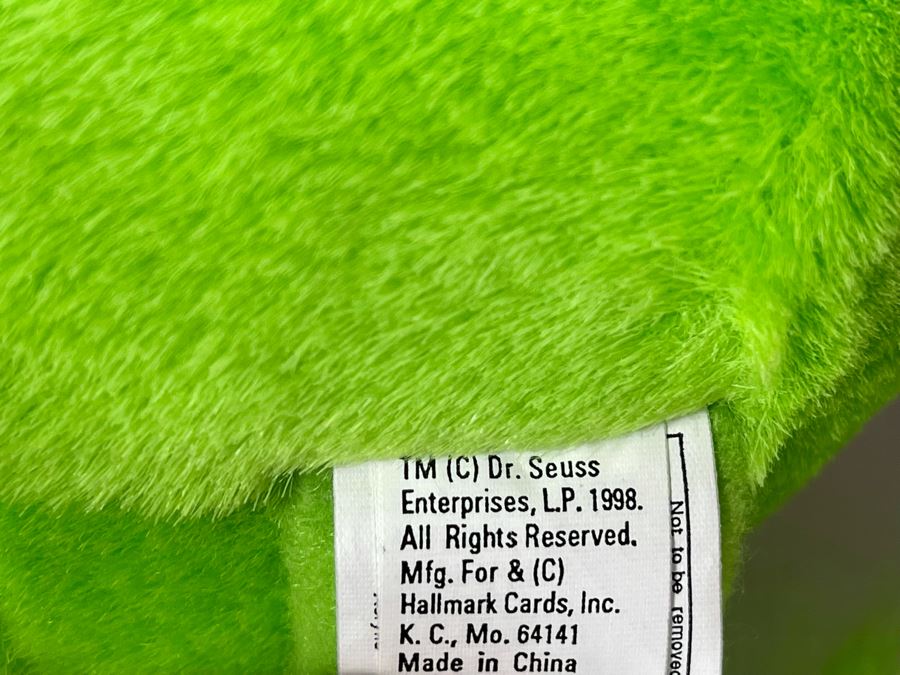 TM (C) Dr. Seuss
Enterprises, L.P. 1998.
All Rights Reserved.
Mfg. For & (C)
Hallmark Cards, Inc.
K. C., Mo. 64141
Made in China
Not to be removed